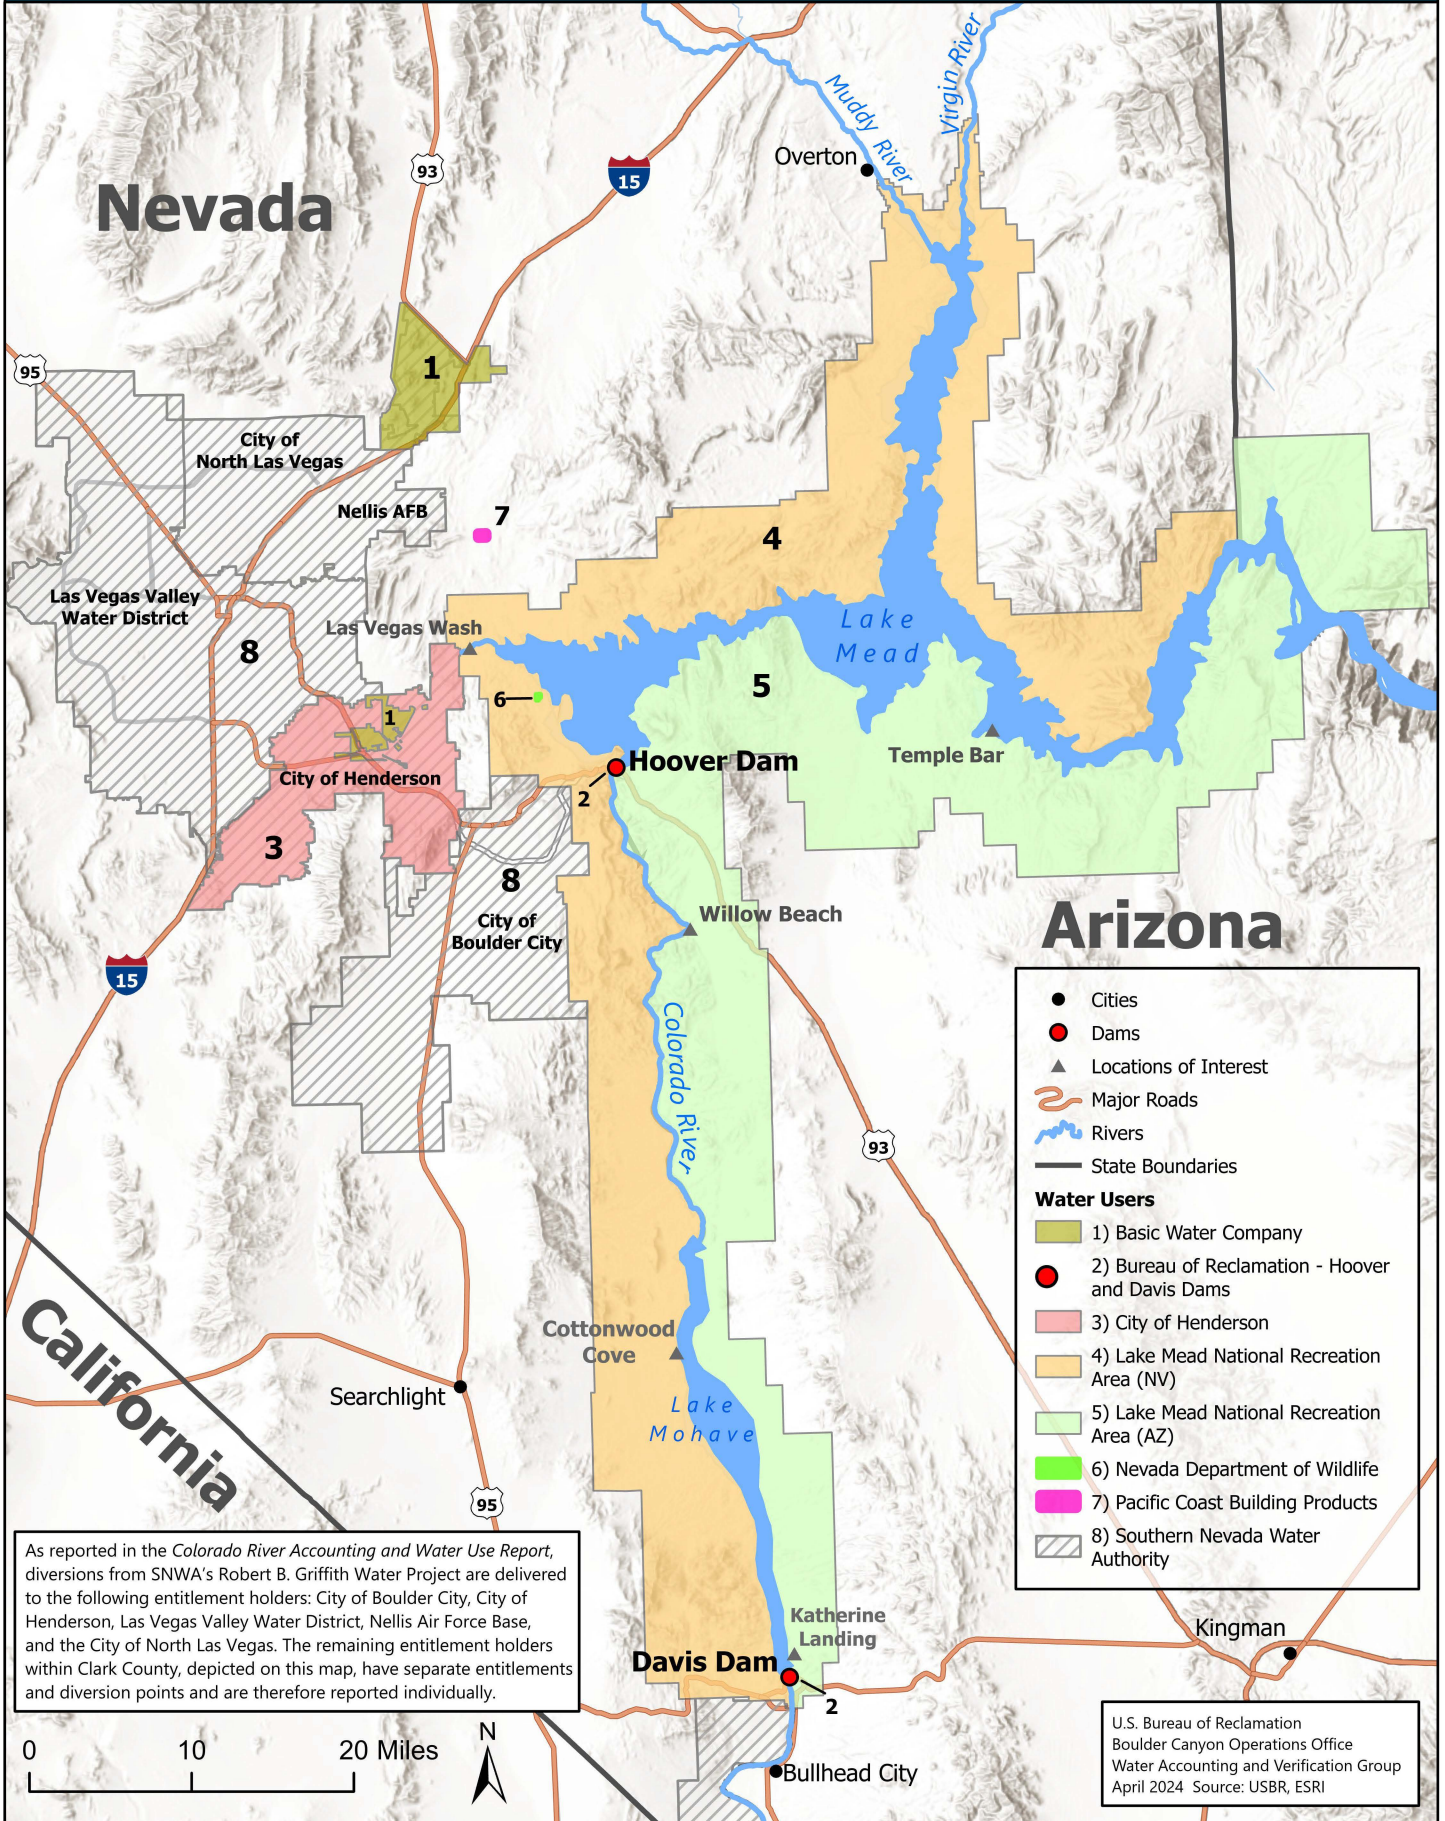 Muddy River
Virgin River
Overton
93
15
Nevada
1
95
City of
North Las Vegas
Nellis AFB
7
4
Las Vegas Valley
Water District
Las Vegas Wash
8
Lake
Mead
5
6
1
City of Henderson
Hoover Dam
2
Temple Bar
3
8
City of
Boulder City
Willow Beach
Arizona
15
Colorado River
93
California
Cottonwood
Cove
Searchlight
Lake
Mohave
95
Cities
Dams
Locations of Interest
Major Roads
Rivers
State Boundaries
Water Users
1) Basic Water Company
2) Bureau of Reclamation - Hoover
and Davis Dams
3) City of Henderson
4) Lake Mead National Recreation
Area (NV)
5) Lake Mead National Recreation
Area (AZ)
6) Nevada Department of Wildlife
7) Pacific Coast Building Products
8) Southern Nevada Water
Authority
As reported in the Colorado River Accounting and Water Use Report,
diversions from SNWA's Robert B. Griffith Water Project are delivered
to the following entitlement holders: City of Boulder City, City of
Henderson, Las Vegas Valley Water District, Nellis Air Force Base,
and the City of North Las Vegas. The remaining entitlement holders
within Clark County, depicted on this map, have separate entitlements
and diversion points and are therefore reported individually.
Katherine
Landing
Davis Dam
2
Kingman
Bullhead City
0 10 20 Miles
N
U.S. Bureau of Reclamation
Boulder Canyon Operations Office
Water Accounting and Verification Group
April 2024 Source: USBR, ESRI